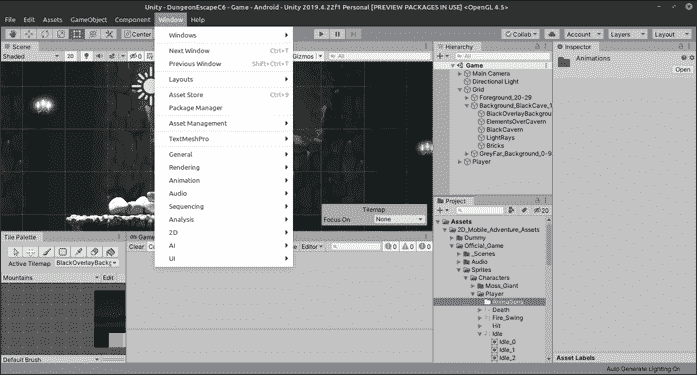 Unity - DungeonEscapeC6 - Game - Android - Unity 2019.4.22f1 Personal [PREVIEW PACKAGES IN USE] <OpenGL 4.5>
File Edit Assets GameObject Component Window Help
Center Collab Account Layers Layout
Scene
Shaded 2D Gizmos
Windows
Next Window Ctrl+T
Previous Window Shift+Ctrl+T
Layouts
Asset Store Ctrl+9
Package Manager
Asset Management
TextMeshPro
General
Rendering
Animation
Audio
Sequencing
Analysis
2D
AI
UI
Tilemap
Focus On None
Tile Palette
Active Tilemap BlackOverlayBackg
Mountains Edit
Default Brush
Clear Editor 0 0 0
Hierarchy
All
Game
Main Camera
Directional Light
Grid
Foreground_20-29
Background_BlackCave_1
BlackOverlayBackgrou
ElementsOverCavern
BlackCavern
LightRays
Bricks
GreyFar_Background_0-9
Player
Project
20
Assets
2D_Mobile_Adventure_Assets
Dummy
Official_Game
_Scenes
Audio
Sprites
Characters
Moss_Giant
Player
Animations
Death
Fire_Swing
Hit
Idle
Idle_0
Idle_1
Idle_2
Inspector
Animations
Open
Asset Labels
Auto Generate Lighting On